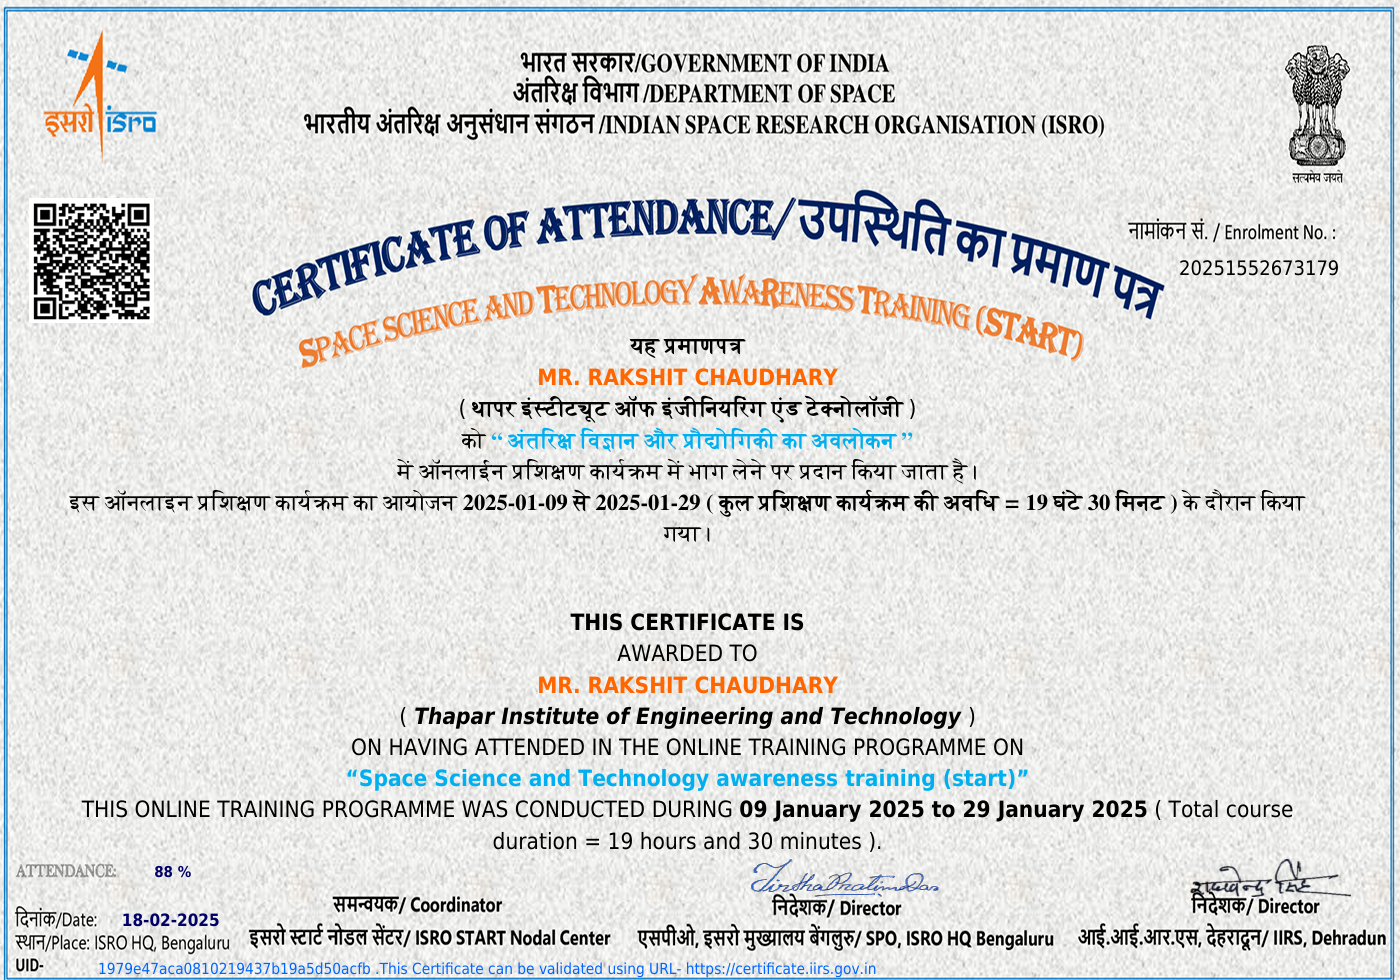 इसरो isro
भारत सरकार/GOVERNMENT OF INDIA
अंतरिक्ष विभाग /DEPARTMENT OF SPACE
भारतीय अंतरिक्ष अनुसंधान संगठन /INDIAN SPACE RESEARCH ORGANISATION (ISRO)
सत्यमेव जयते
CERTIFICATE OF ATTENDANCE/ उपस्थिति का प्रमाण पत्र
नामांकन सं. / Enrolment No. :
20251552673179
SPACE SCIENCE AND TECHNOLOGY AWARENESS TRAINING (START)
यह प्रमाणपत्र
MR. RAKSHIT CHAUDHARY
( थापर इंस्टीट्यूट ऑफ इंजीनियरिंग एंड टेक्नोलॉजी )
को “ अंतरिक्ष विज्ञान और प्रौद्योगिकी का अवलोकन ”
में ऑनलाईन प्रशिक्षण कार्यक्रम में भाग लेने पर प्रदान किया जाता है।
इस ऑनलाइन प्रशिक्षण कार्यक्रम का आयोजन 2025-01-09 से 2025-01-29 ( कुल प्रशिक्षण कार्यक्रम की अवधि = 19 घंटे 30 मिनट ) के दौरान किया
गया।
THIS CERTIFICATE IS
AWARDED TO
MR. RAKSHIT CHAUDHARY
( Thapar Institute of Engineering and Technology )
ON HAVING ATTENDED IN THE ONLINE TRAINING PROGRAMME ON
“Space Science and Technology awareness training (start)”
THIS ONLINE TRAINING PROGRAMME WAS CONDUCTED DURING 09 January 2025 to 29 January 2025 ( Total course
duration = 19 hours and 30 minutes ).
ATTENDANCE: 88 %
TirthaPratimDas
राघवेन्द्र सिंह
समन्वयक/ Coordinator
निदेशक/ Director
निदेशक/ Director
दिनांक/Date: 18-02-2025
स्थान/Place: ISRO HQ, Bengaluru
इसरो स्टार्ट नोडल सेंटर/ ISRO START Nodal Center
एसपीओ, इसरो मुख्यालय बेंगलुरु/ SPO, ISRO HQ Bengaluru
आई.आई.आर.एस, देहरादून/ IIRS, Dehradun
UID- 1979e47aca0810219437b19a5d50acfb .This Certificate can be validated using URL- https://certificate.iirs.gov.in